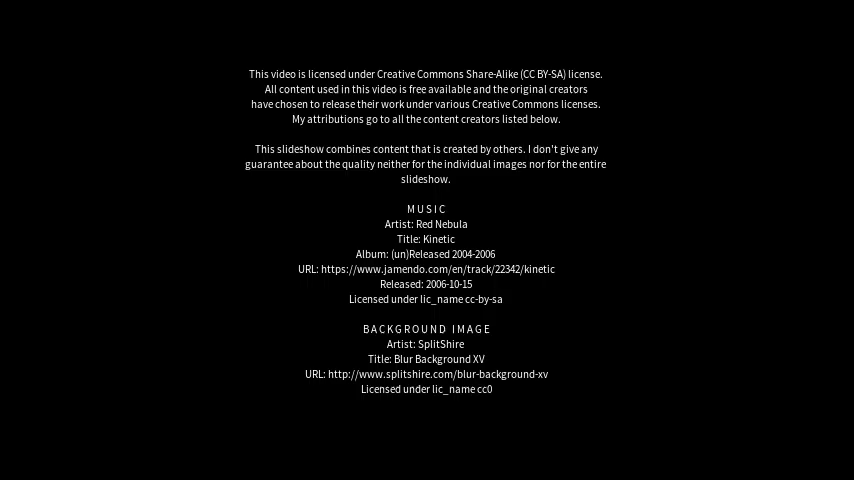 This video is licensed under Creative Commons Share-Alike (CC BY-SA) license.
All content used in this video is free available and the original creators
have chosen to release their work under various Creative Commons licenses.
My attributions go to all the content creators listed below.
This slideshow combines content that is created by others. I don't give any
guarantee about the quality neither for the individual images nor for the entire
slideshow.
MUSIC
Artist: Red Nebula
Title: Kinetic
Album: (un)Released 2004-2006
URL: https://www.jamendo.com/en/track/22342/kinetic
Released: 2006-10-15
Licensed under lic_name cc-by-sa
BACKGROUND IMAGE
Artist: SplitShire
Title: Blur Background XV
URL: http://www.splitshire.com/blur-background-xv
Licensed under lic_name cc0